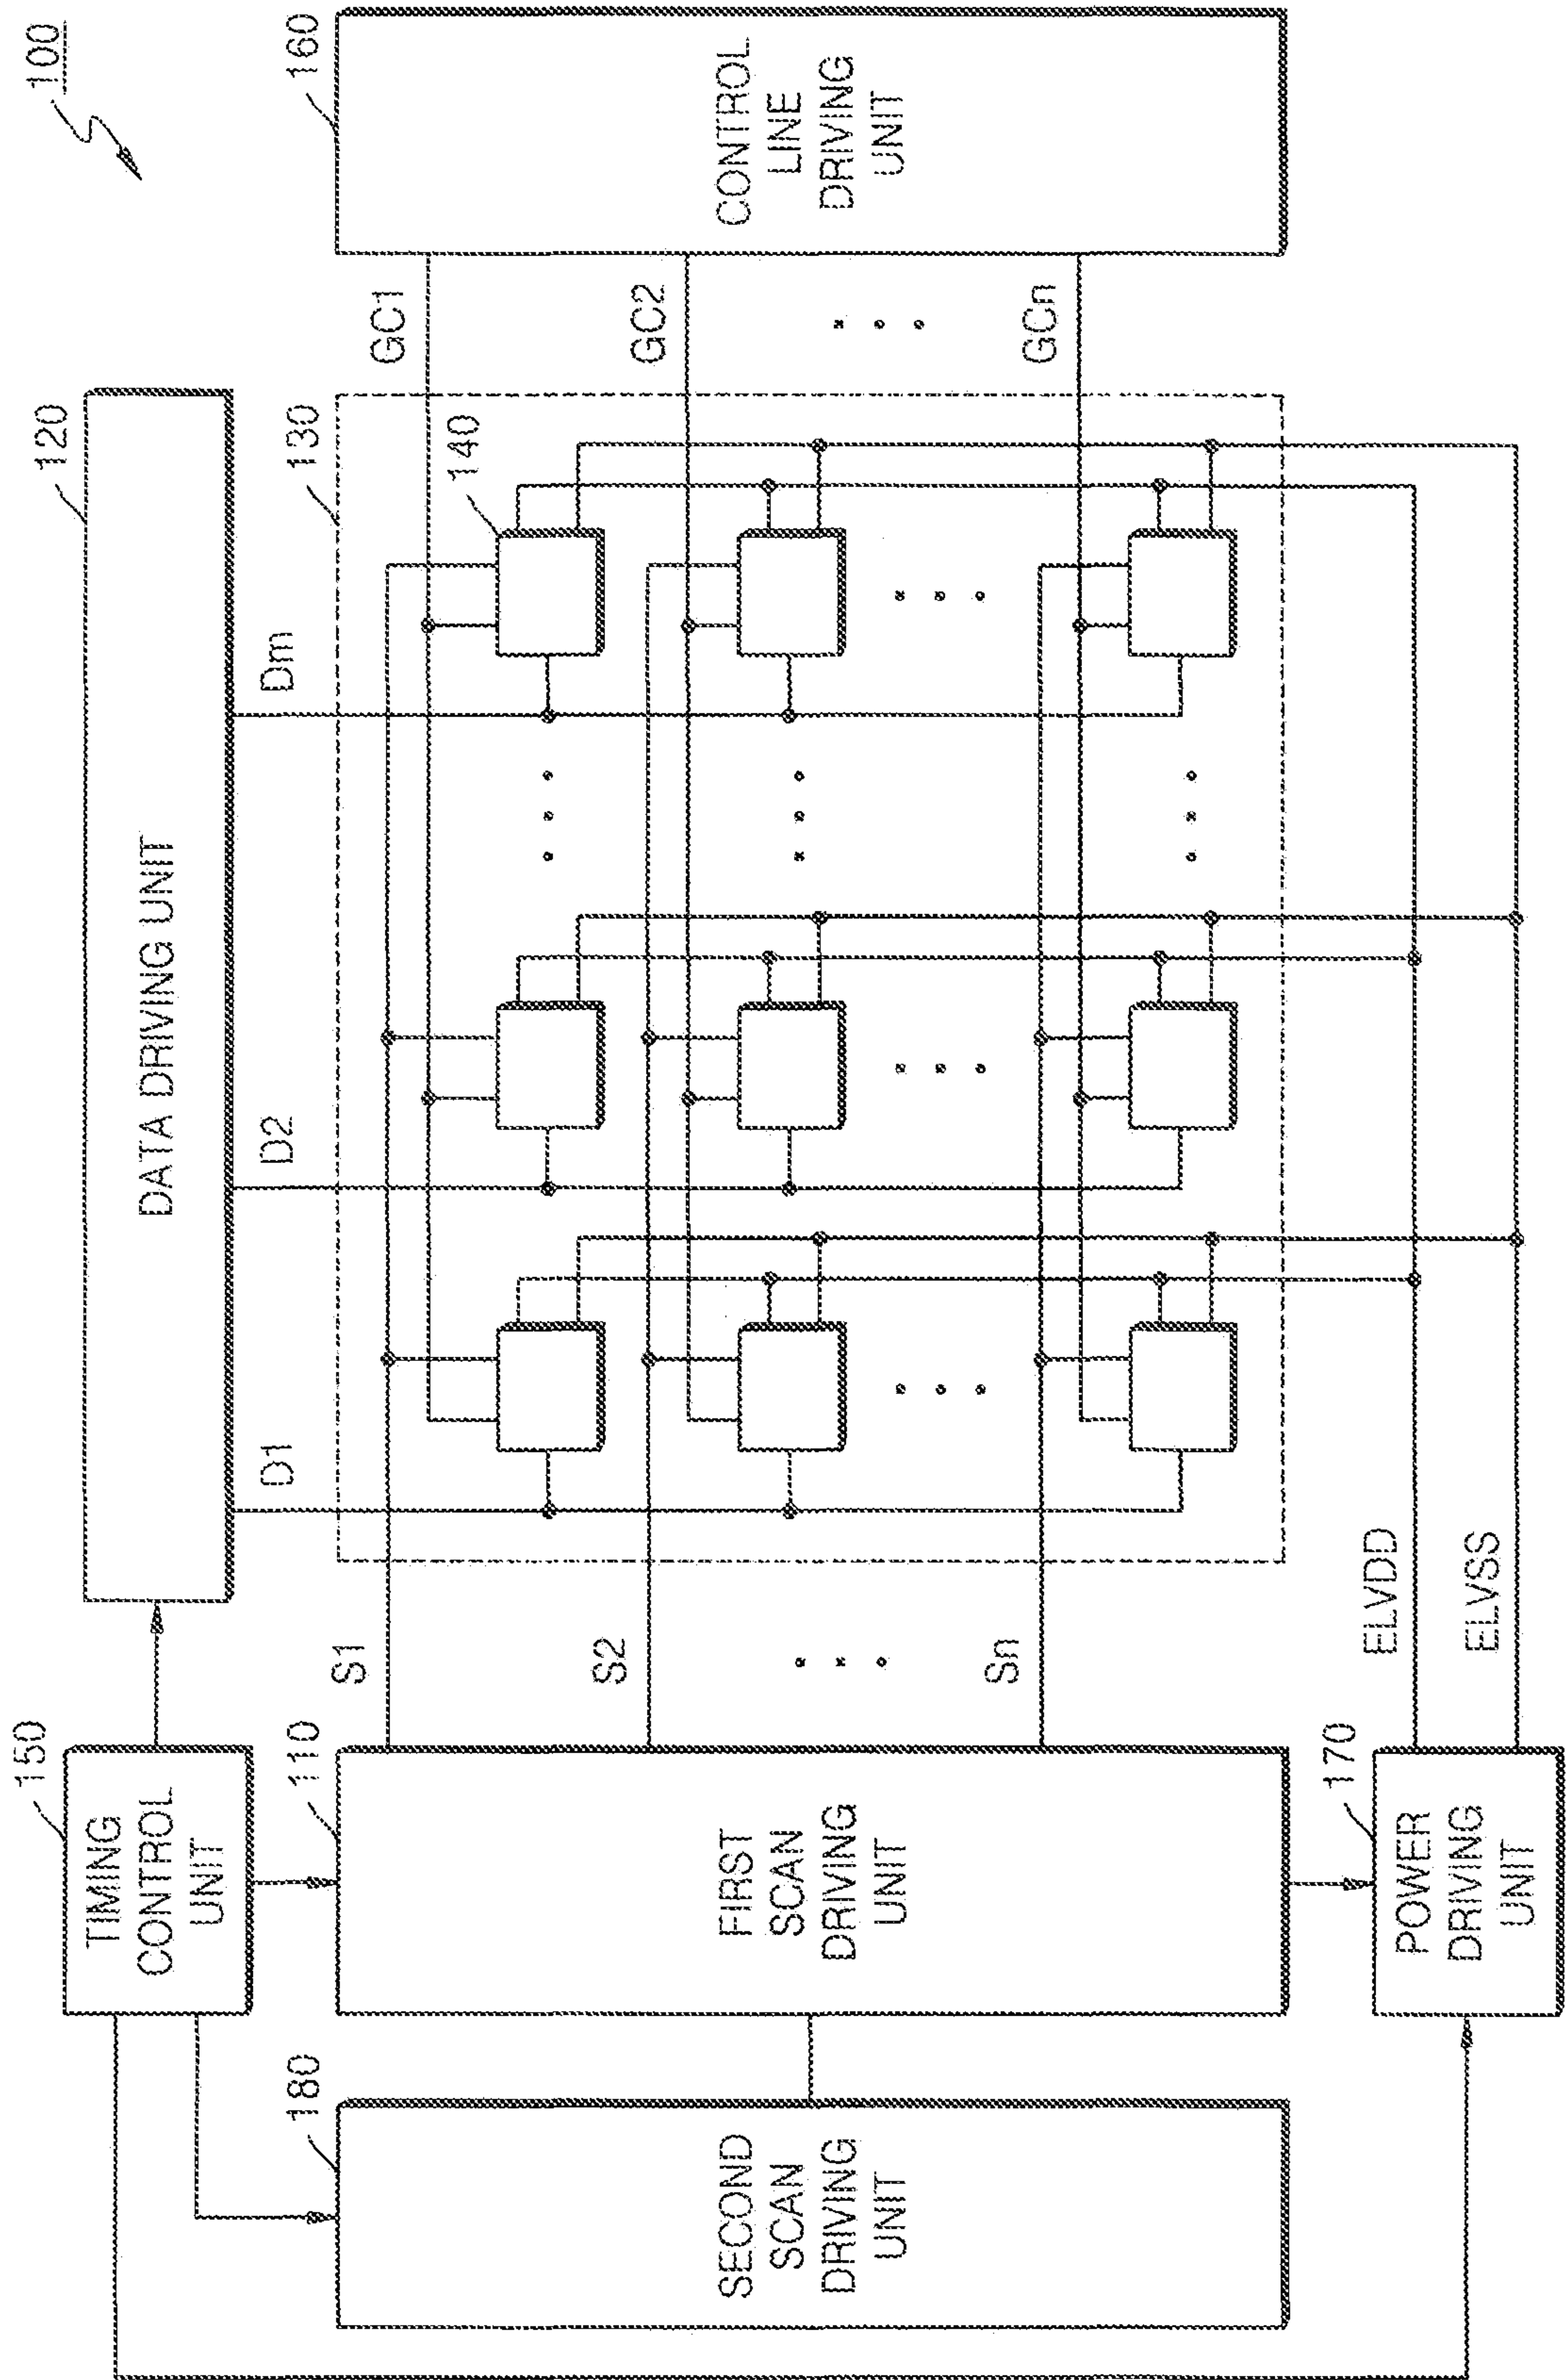 100
150
TIMING
CONTROL
UNIT
120
DATA DRIVING UNIT
D1
D2
Dm
180
SECOND
SCAN
DRIVING
UNIT
110
FIRST
SCAN
DRIVING
UNIT
S1
S2
Sn
130
140
GC1
GC2
GCn
160
CONTROL
LINE
DRIVING
UNIT
170
POWER
DRIVING
UNIT
ELVDD
ELVSS